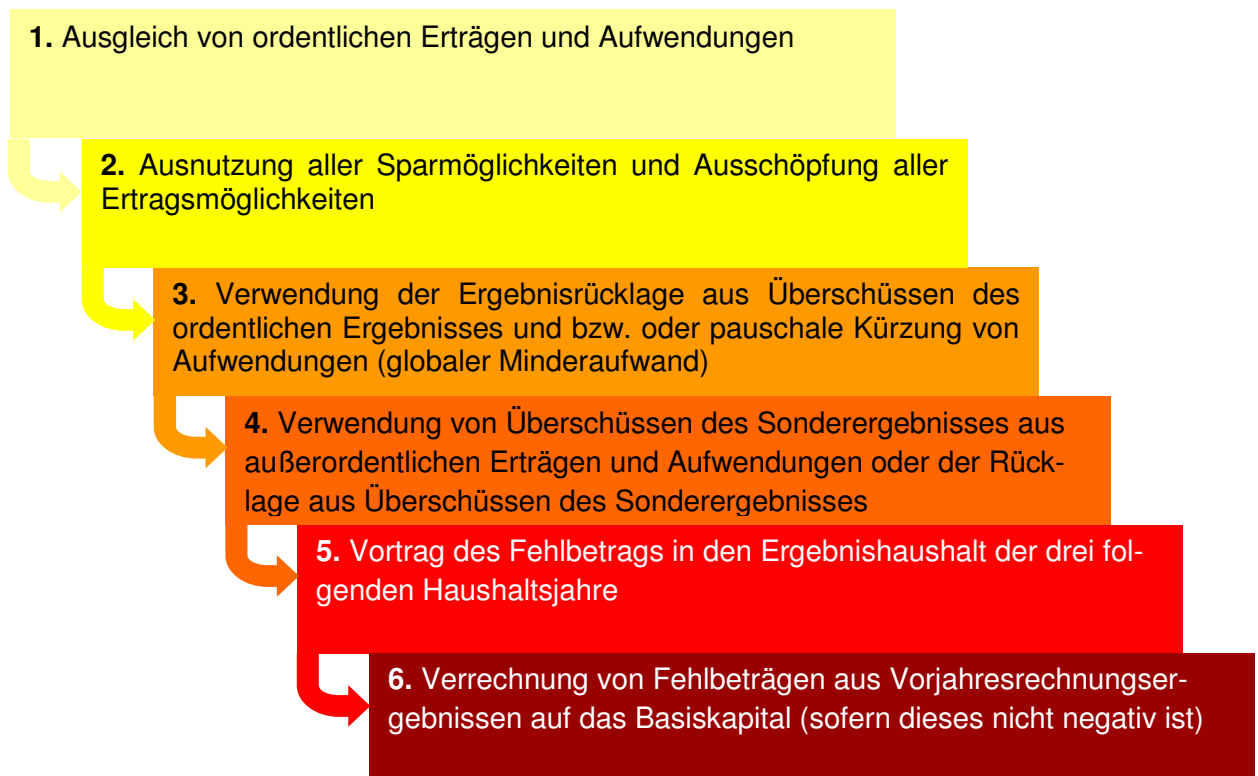 1. Ausgleich von ordentlichen Erträgen und Aufwendungen
2. Ausnutzung aller Sparmöglichkeiten und Ausschöpfung aller
Ertragsmöglichkeiten
3. Verwendung der Ergebnisrücklage aus Überschüssen des
ordentlichen Ergebnisses und bzw. oder pauschale Kürzung von
Aufwendungen (globaler Minderaufwand)
4. Verwendung von Überschüssen des Sonderergebnisses aus
außerordentlichen Erträgen und Aufwendungen oder der Rück-
lage aus Überschüssen des Sonderergebnisses
5. Vortrag des Fehlbetrags in den Ergebnishaushalt der drei fol-
genden Haushaltsjahre
6. Verrechnung von Fehlbeträgen aus Vorjahresrechnungser-
gebnissen auf das Basiskapital (sofern dieses nicht negativ ist)